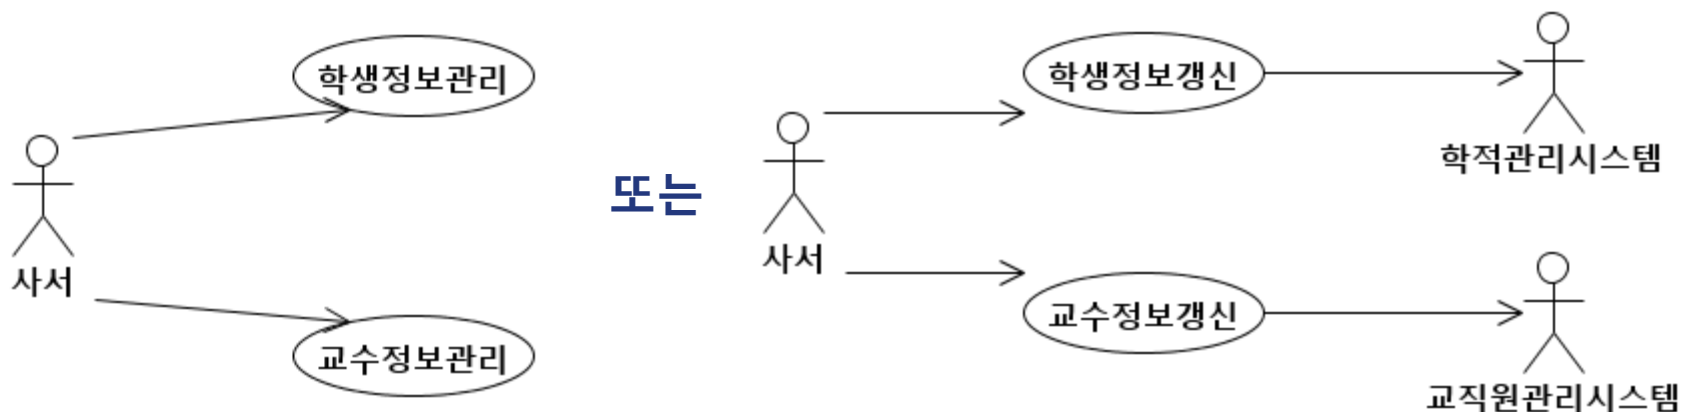 학생정보관리
사서
교수정보관리
또는
학생정보갱신
학적관리시스템
사서
교수정보갱신
교직원관리시스템